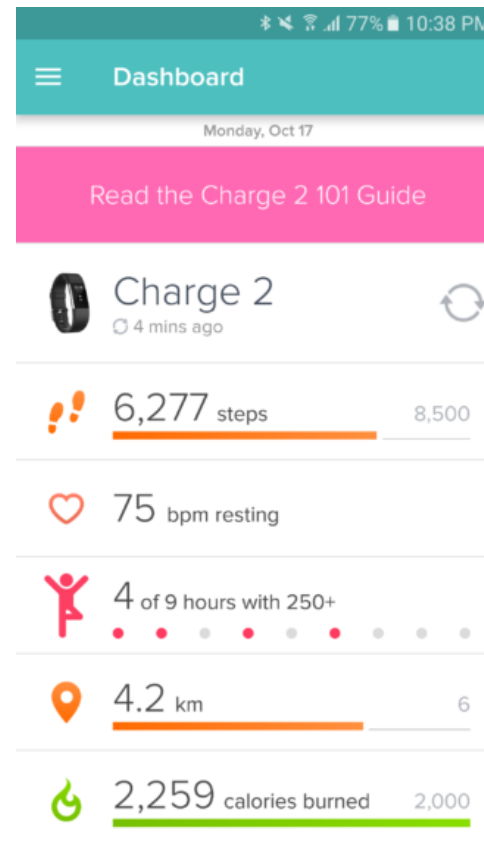 77% 10:38 PM
Dashboard
Monday, Oct 17
Read the Charge 2 101 Guide
Charge 2
4 mins ago
6,277 steps 8,500
75 bpm resting
4 of 9 hours with 250+
4.2 km 6
2,259 calories burned 2,000